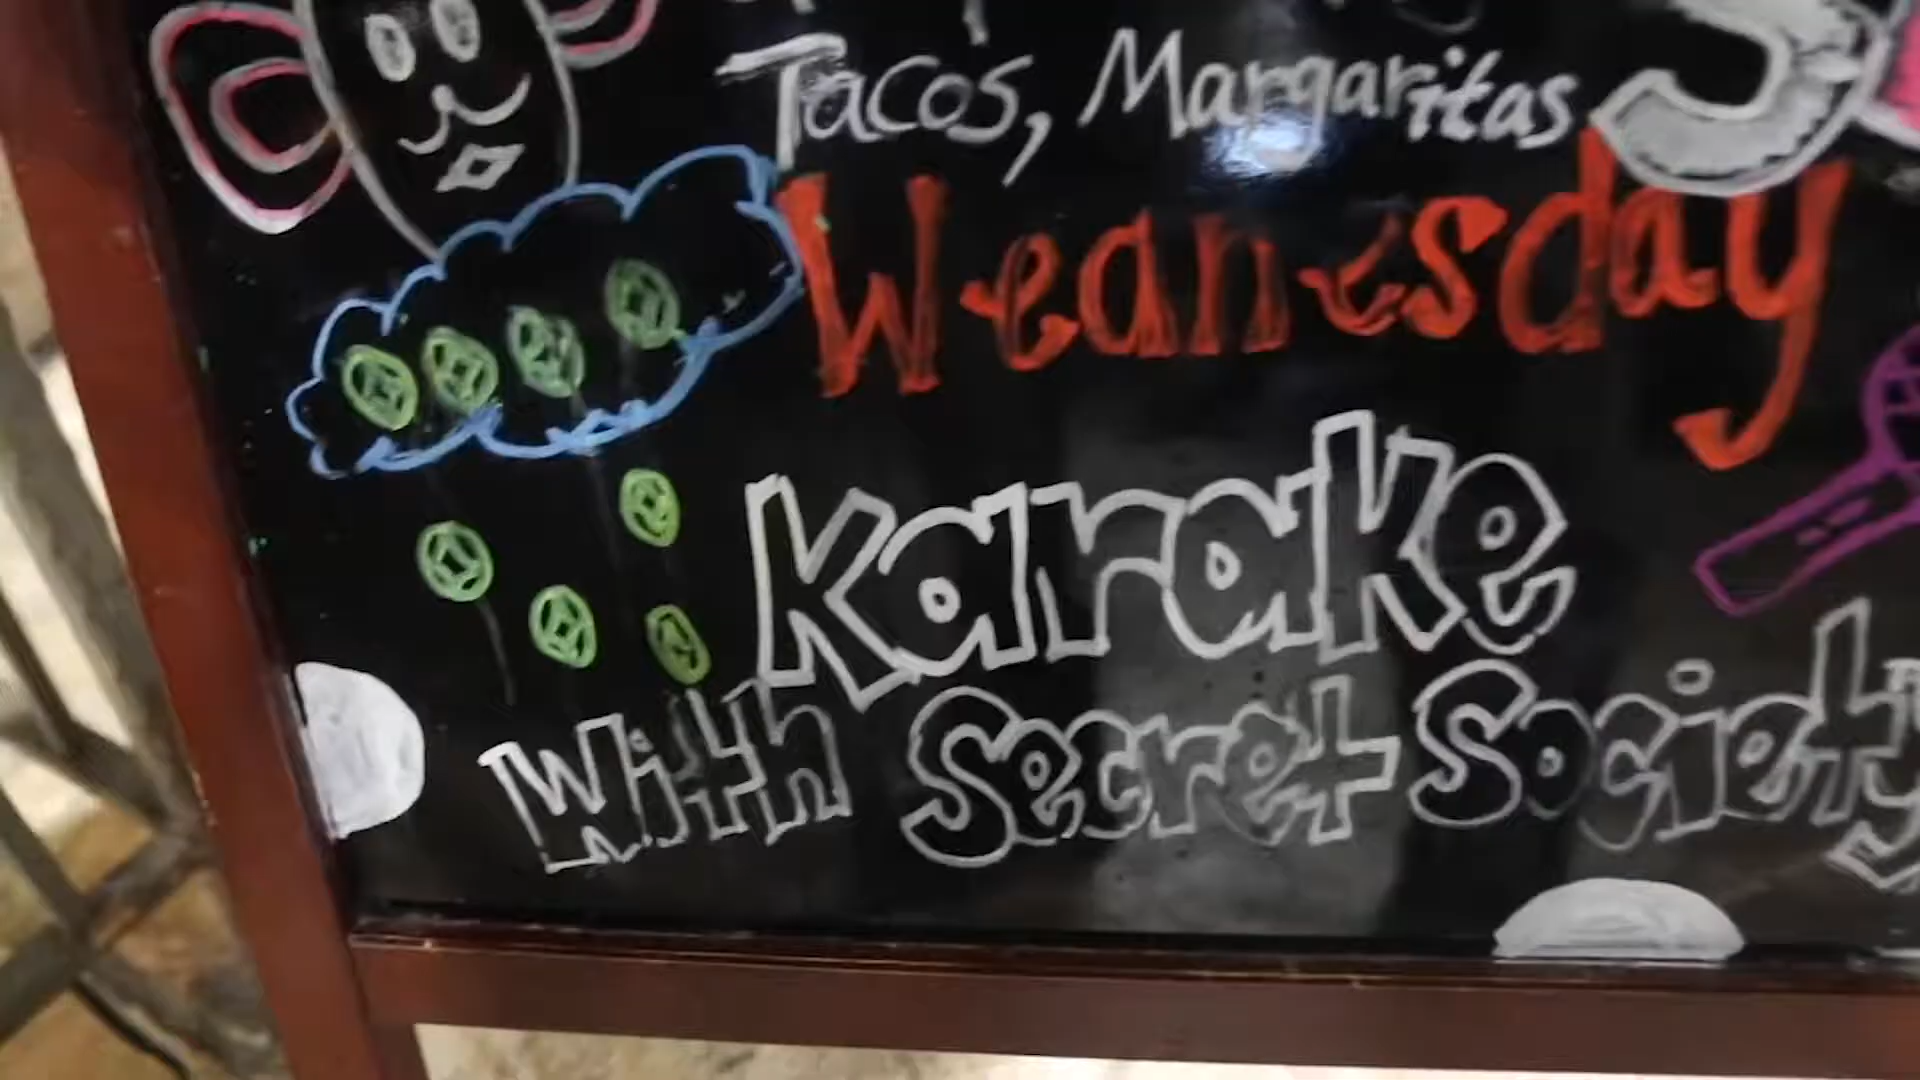 Tacos, Margaritas
Weanesday
Karake
With Secret Society